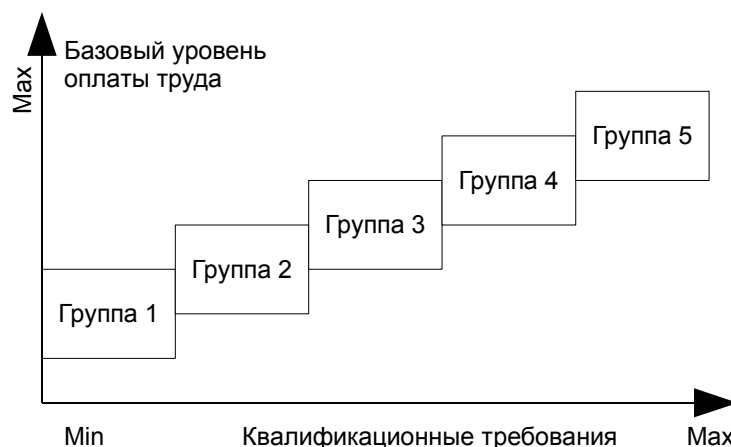 Базовый уровень
оплаты труда
Max
Группа 5
Группа 4
Группа 3
Группа 2
Группа 1
Min Квалификационные требования Max